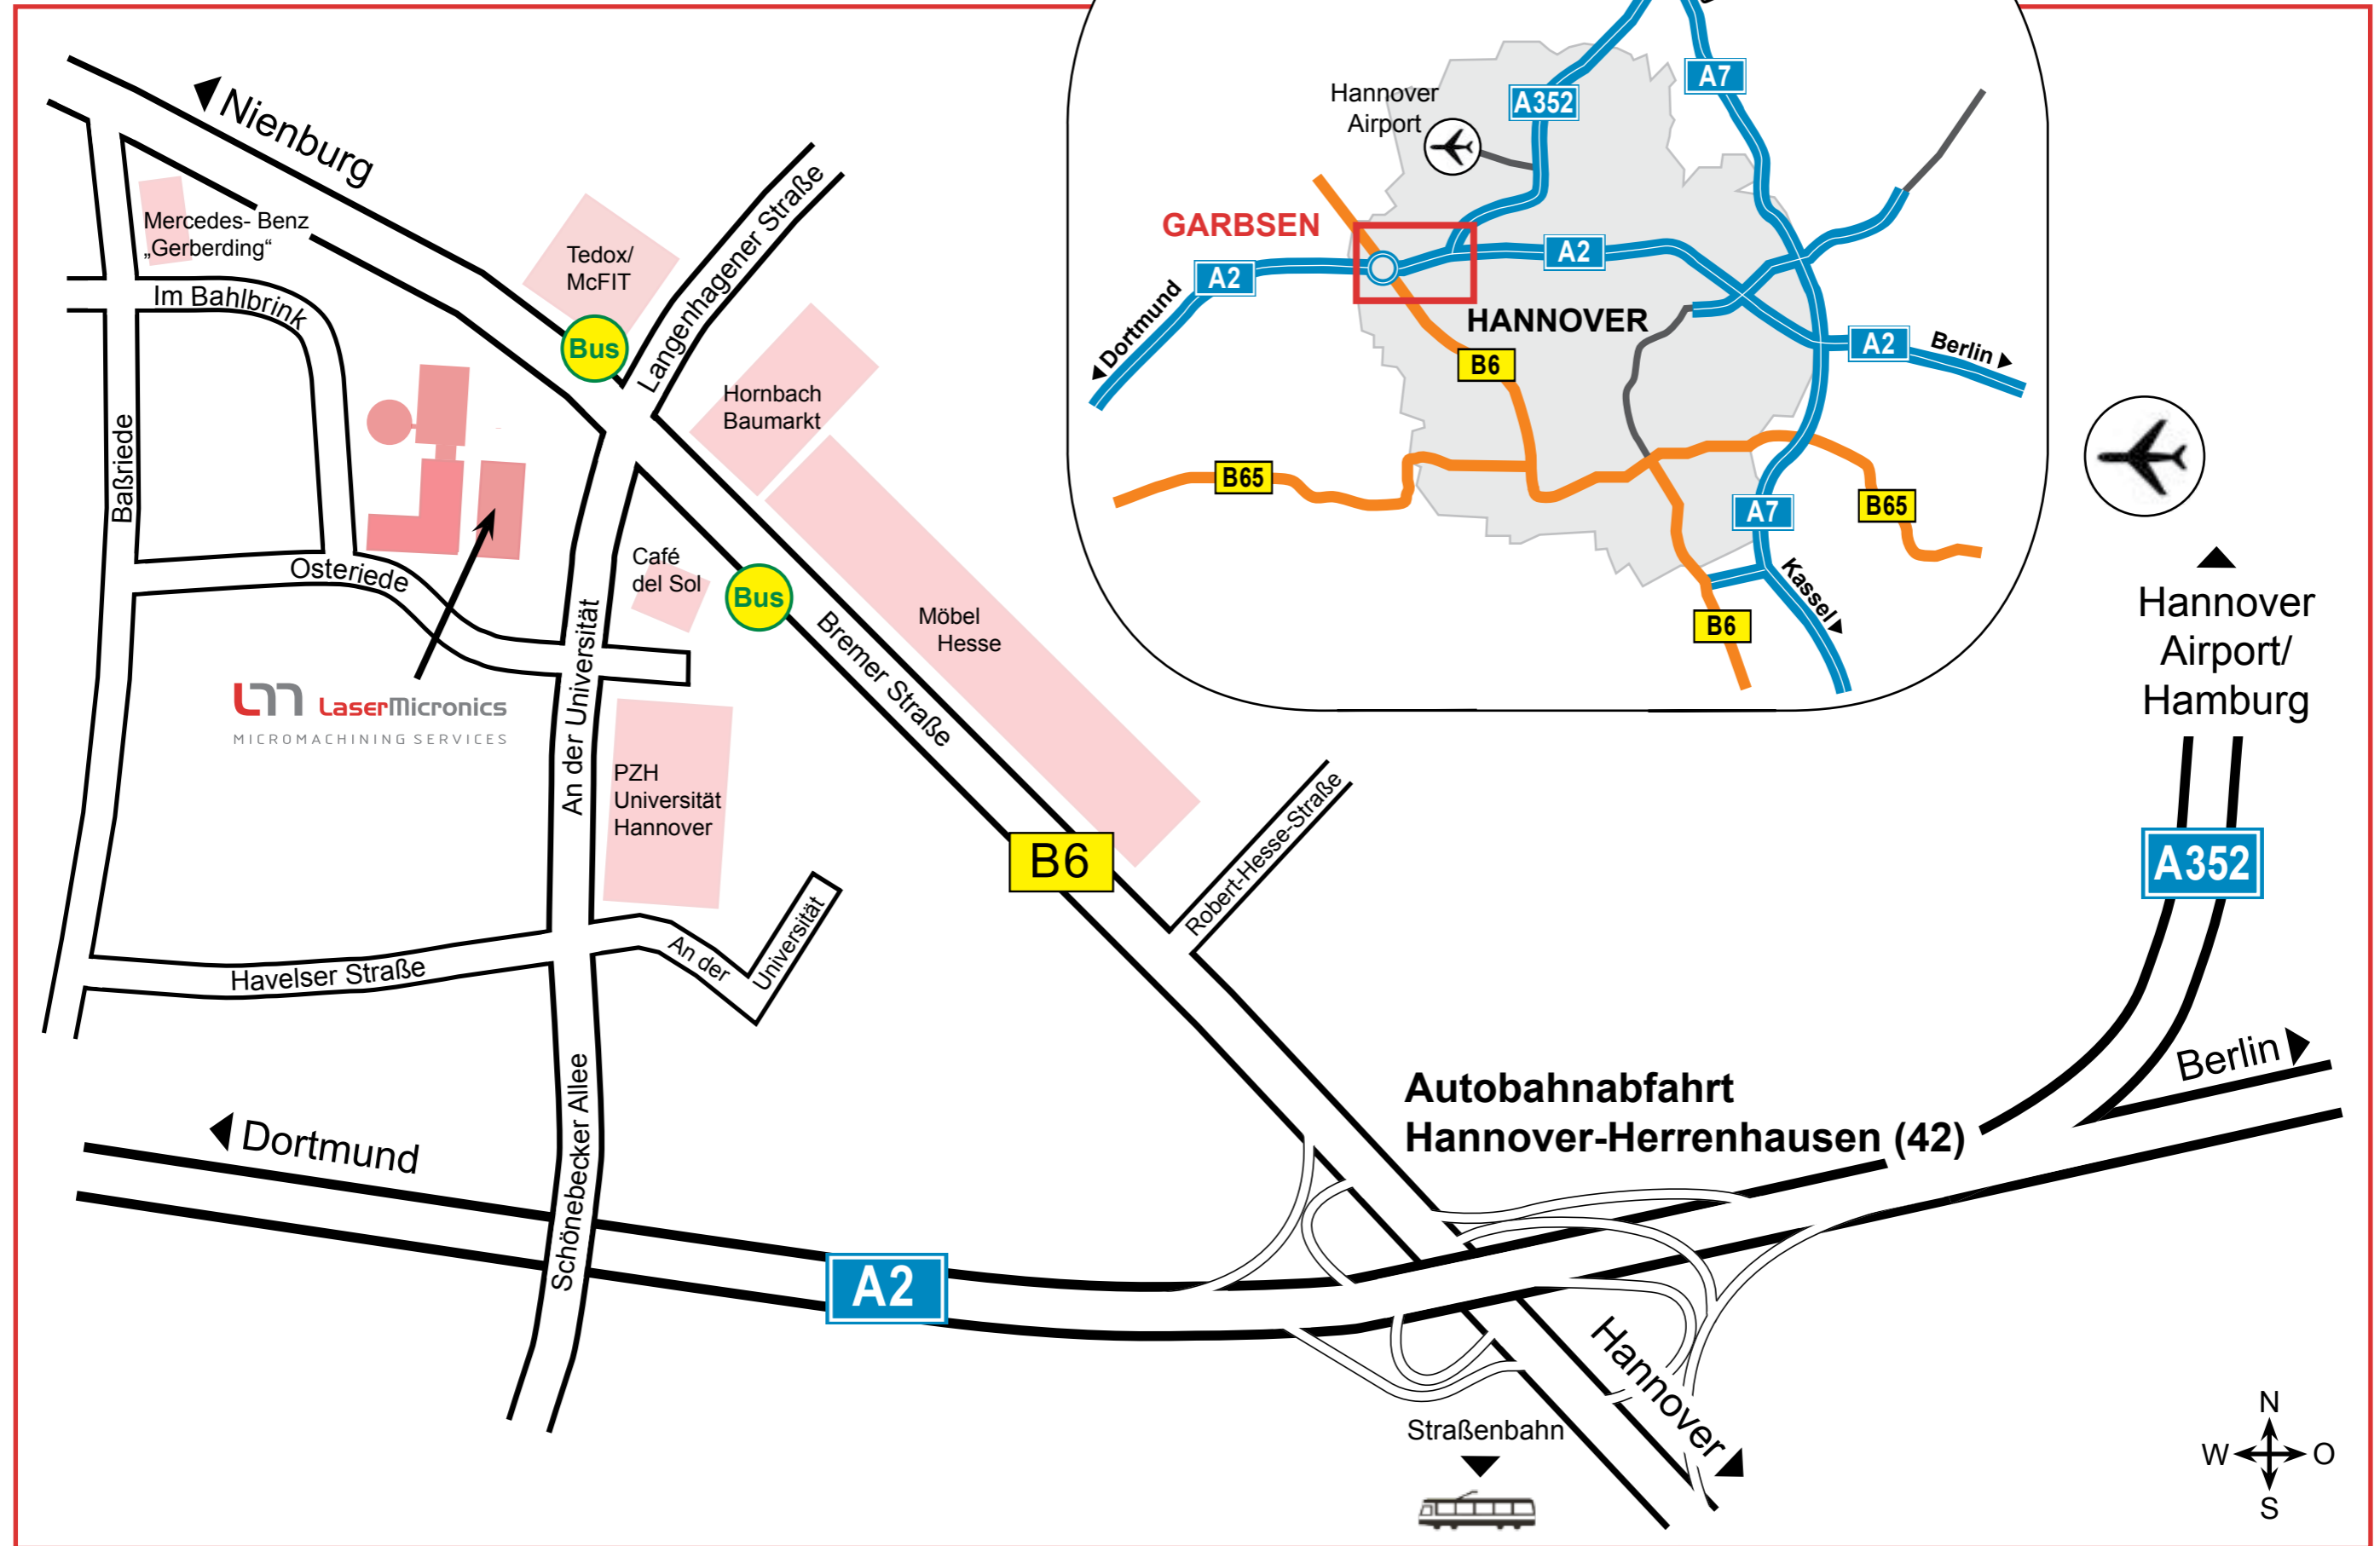 Nienburg
Mercedes- Benz
„Gerberding“
Im Bahlbrink
Tedox/
McFIT
Bus
Langenhagener Straße
Hornbach
Baumarkt
Baßriede
Osteriede
Café
del Sol
Bus
Möbel
Hesse
Bremer Straße
An der Universität
LaserMicronics
MICROMACHINING SERVICES
PZH
Universität
Hannover
B6
Robert-Hesse-Straße
Havelser Straße
An der
Universität
Schönebecker Allee
Dortmund
A2
Autobahnabfahrt
Hannover-Herrenhausen (42)
Hannover
Straßenbahn
Berlin
A352
Hannover
Airport/
Hamburg
N
W O
S
Hannover
Airport
A352
A7
GARBSEN
A2
A2
Dortmund
HANNOVER
B6
A2
Berlin
B65
A7
B65
Kassel
B6